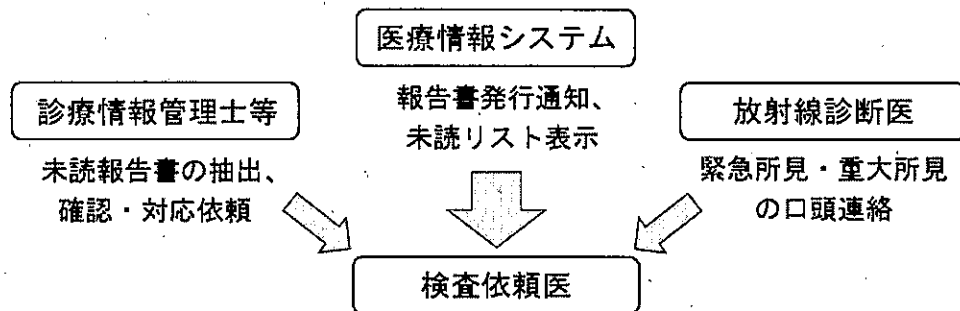 医療情報システム
報告書発行通知、
未読リスト表示
診療情報管理士等
未読報告書の抽出、
確認・対応依頼
放射線診断医
緊急所見・重大所見
の口頭連絡
検査依頼医